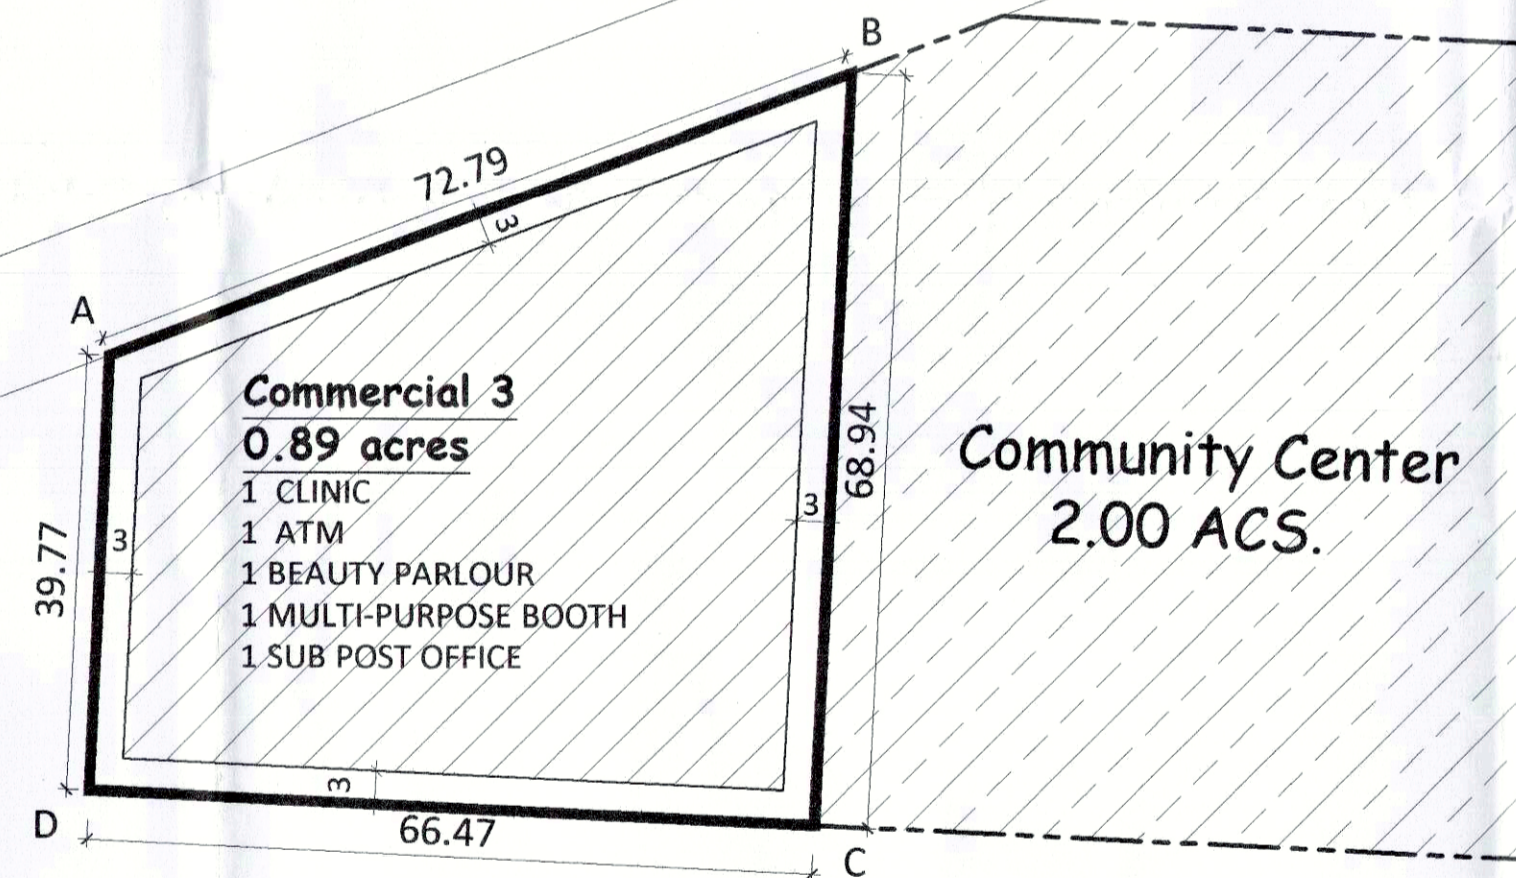 B
72.79
3
A
Commercial 3
0.89 acres
1 CLINIC
1 ATM
1 BEAUTY PARLOUR
1 MULTI-PURPOSE BOOTH
1 SUB POST OFFICE
39.77
3
3
68.94
Community Center
2.00 ACS.
3
D
66.47
C